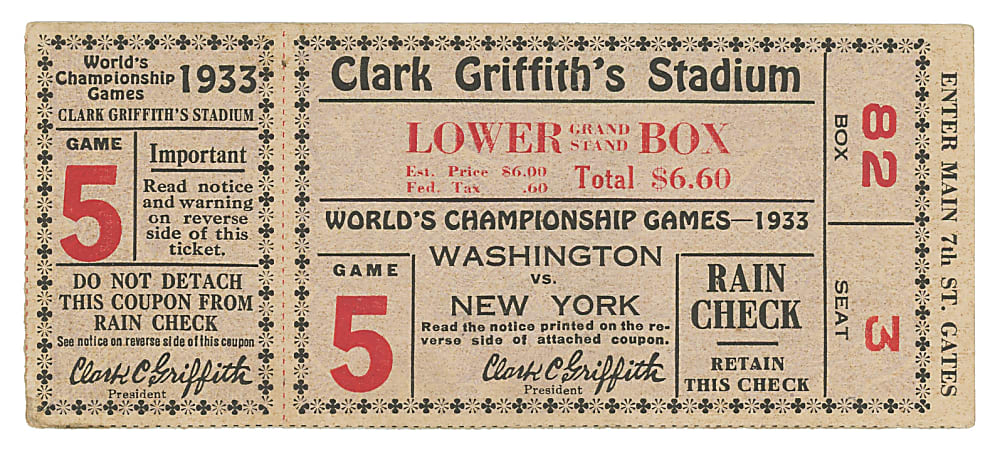 World's
Championship 1933
Games
CLARK GRIFFITH'S STADIUM
GAME
5
Important
Read notice
and warning
on reverse
side of this
ticket.
DO NOT DETACH
THIS COUPON FROM
RAIN CHECK
See notice on reverse side of this coupon
Clark C Griffith
President
Clark Griffith's Stadium
LOWER GRAND STAND BOX
Est. Price $6.00
Fed. Tax .60
Total $6.60
WORLD'S CHAMPIONSHIP GAMES—1933
GAME
5
WASHINGTON
VS.
NEW YORK
Read the notice printed on the re-
verse side of attached coupon.
Clark C Griffith
President
RAIN
CHECK
RETAIN
THIS CHECK
BOX
82
SEAT
3
ENTER MAIN 7th ST. GATES